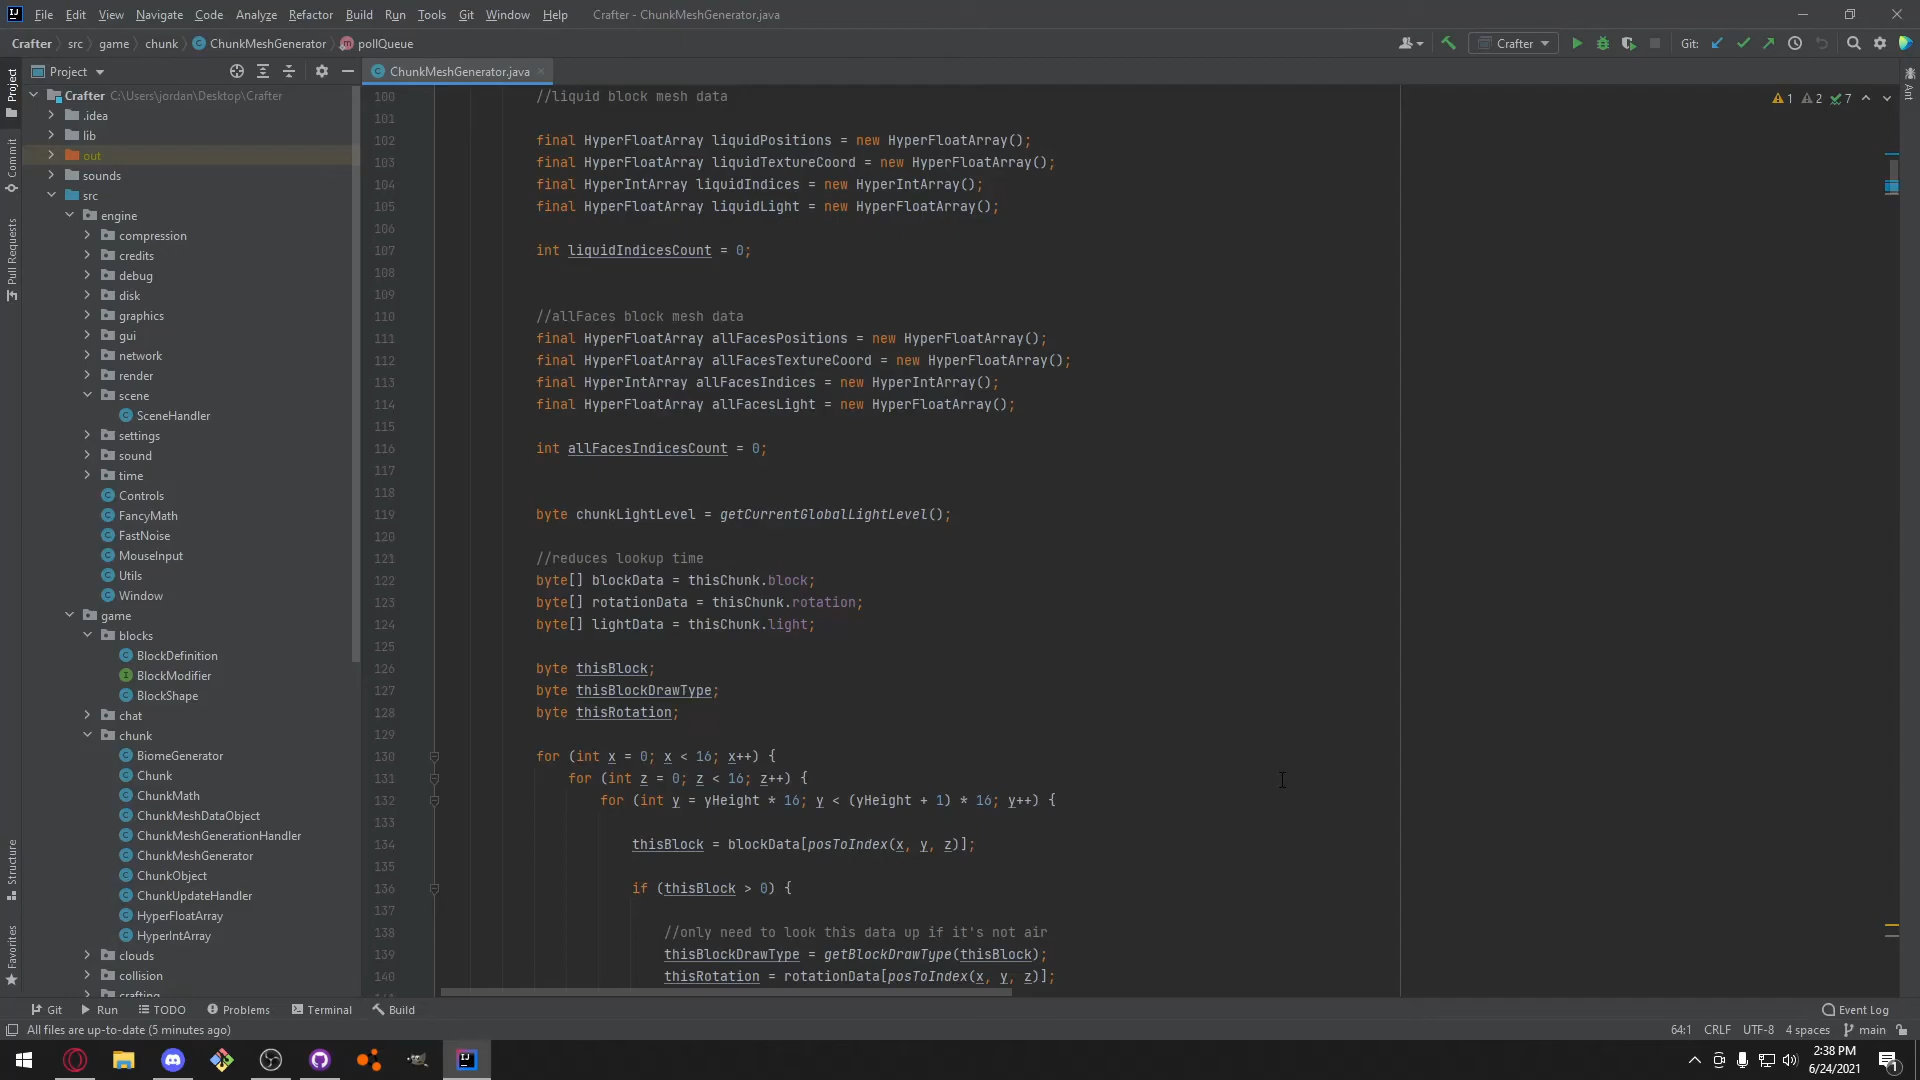 File Edit View Navigate Code Analyze Refactor Build Run Tools Git Window Help Crafter - ChunkMeshGenerator.java
Crafter src game chunk ChunkMeshGenerator pollQueue Crafter Git:
Project ChunkMeshGenerator.java
Crafter C:\Users\jordan\Desktop\Crafter
.idea
lib
out
sounds
src
engine
compression
credits
debug
disk
graphics
gui
network
render
scene
SceneHandler
settings
sound
time
Controls
FancyMath
FastNoise
MouseInput
Utils
Window
game
blocks
BlockDefinition
BlockModifier
BlockShape
chat
chunk
BiomeGenerator
Chunk
ChunkMath
ChunkMeshDataObject
ChunkMeshGenerationHandler
ChunkMeshGenerator
ChunkObject
ChunkUpdateHandler
HyperFloatArray
HyperIntArray
clouds
collision
crafting
Project
Commit
Pull Requests
Structure
Favorites
100 //liquid block mesh data
101
102 final HyperFloatArray liquidPositions = new HyperFloatArray();
103 final HyperFloatArray liquidTextureCoord = new HyperFloatArray();
104 final HyperIntArray liquidIndices = new HyperIntArray();
105 final HyperFloatArray liquidLight = new HyperFloatArray();
106
107 int liquidIndicesCount = 0;
108
109
110 //allFaces block mesh data
111 final HyperFloatArray allFacesPositions = new HyperFloatArray();
112 final HyperFloatArray allFacesTextureCoord = new HyperFloatArray();
113 final HyperIntArray allFacesIndices = new HyperIntArray();
114 final HyperFloatArray allFacesLight = new HyperFloatArray();
115
116 int allFacesIndicesCount = 0;
117
118
119 byte chunkLightLevel = getCurrentGlobalLightLevel();
120
121 //reduces lookup time
122 byte[] blockData = thisChunk.block;
123 byte[] rotationData = thisChunk.rotation;
124 byte[] lightData = thisChunk.light;
125
126 byte thisBlock;
127 byte thisBlockDrawType;
128 byte thisRotation;
129
130 for (int x = 0; x < 16; x++) {
131 for (int z = 0; z < 16; z++) {
132 for (int y = yHeight * 16; y < (yHeight + 1) * 16; y++) {
133
134 thisBlock = blockData[posToIndex(x, y, z)];
135
136 if (thisBlock > 0) {
137
138 //only need to look this data up if it's not air
139 thisBlockDrawType = getBlockDrawType(thisBlock);
140 thisRotation = rotationData[posToIndex(x, y, z)];
1 2 7
Ant
Git Run TODO Problems Terminal Build Event Log
All files are up-to-date (5 minutes ago) 64:1 CRLF UTF-8 4 spaces main
2:38 PM
6/24/2021
1